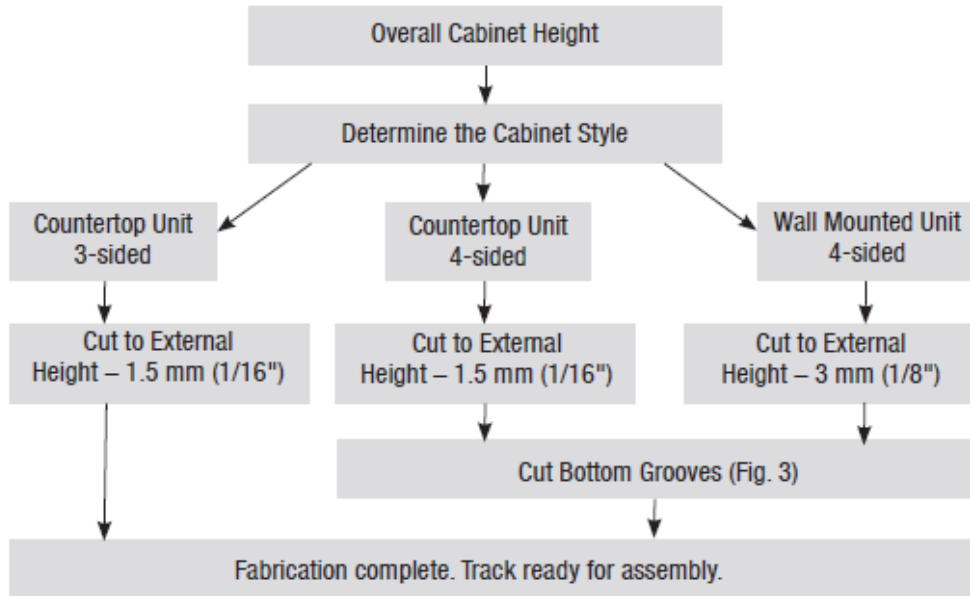 Overall Cabinet Height
Determine the Cabinet Style
Countertop Unit
3-sided
Countertop Unit
4-sided
Wall Mounted Unit
4-sided
Cut to External
Height – 1.5 mm (1/16")
Cut to External
Height – 1.5 mm (1/16")
Cut to External
Height – 3 mm (1/8")
Cut Bottom Grooves (Fig. 3)
Fabrication complete. Track ready for assembly.